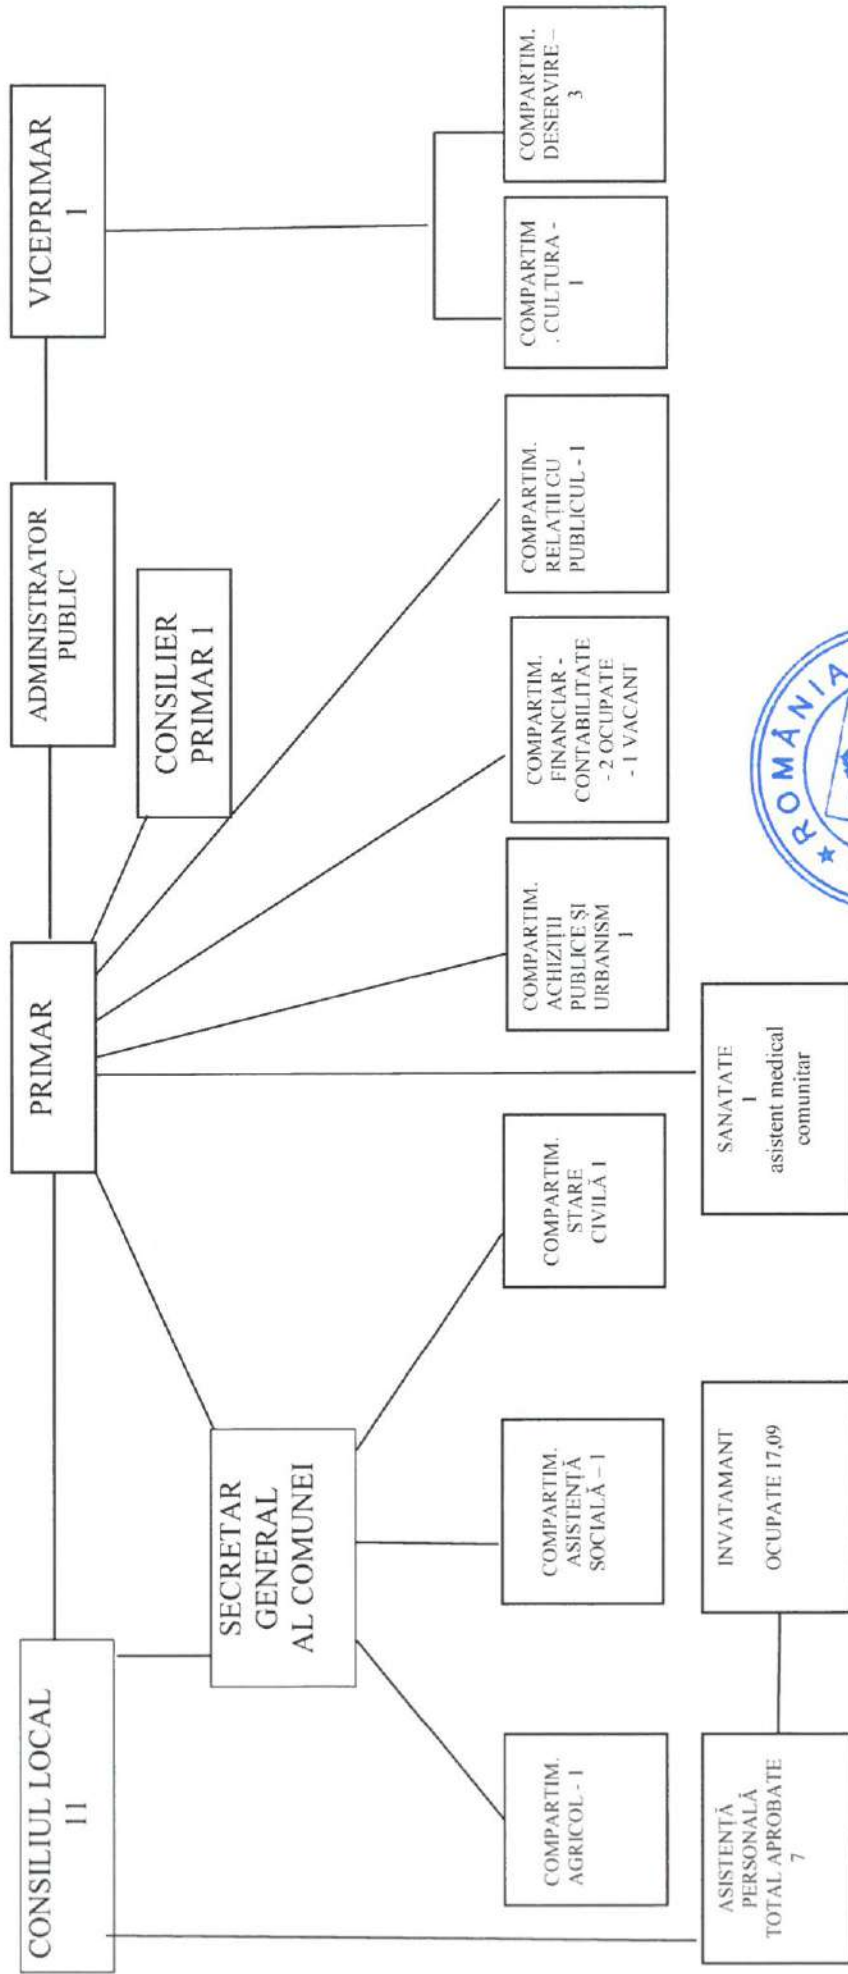 CONSILIUL LOCAL
11
PRIMAR
ADMINISTRATOR
PUBLIC
VICEPRIMAR
1
CONSILIER
PRIMAR 1
SECRETAR
GENERAL
AL COMUNEI
COMPARTIM.
AGRICOL - 1
COMPARTIM.
ASISTENȚĂ
SOCIALĂ – 1
COMPARTIM.
STARE
CIVILĂ 1
COMPARTIM.
ACHIZIȚII
PUBLICE ȘI
URBANISM
1
COMPARTIM.
FINANCIAR -
CONTABILITATE
- 2 OCUPATE
- 1 VACANT
COMPARTIM.
RELAȚII CU
PUBLICUL - 1
COMPARTIM
. CULTURA -
1
COMPARTIM.
DESERVIRE –
3
ASISTENȚĂ
PERSONALĂ
TOTAL APROBATE
7
INVATAMANT
OCUPATE 17,09
SANATATE
1
asistent medical
comunitar
★ ROMÂNIA